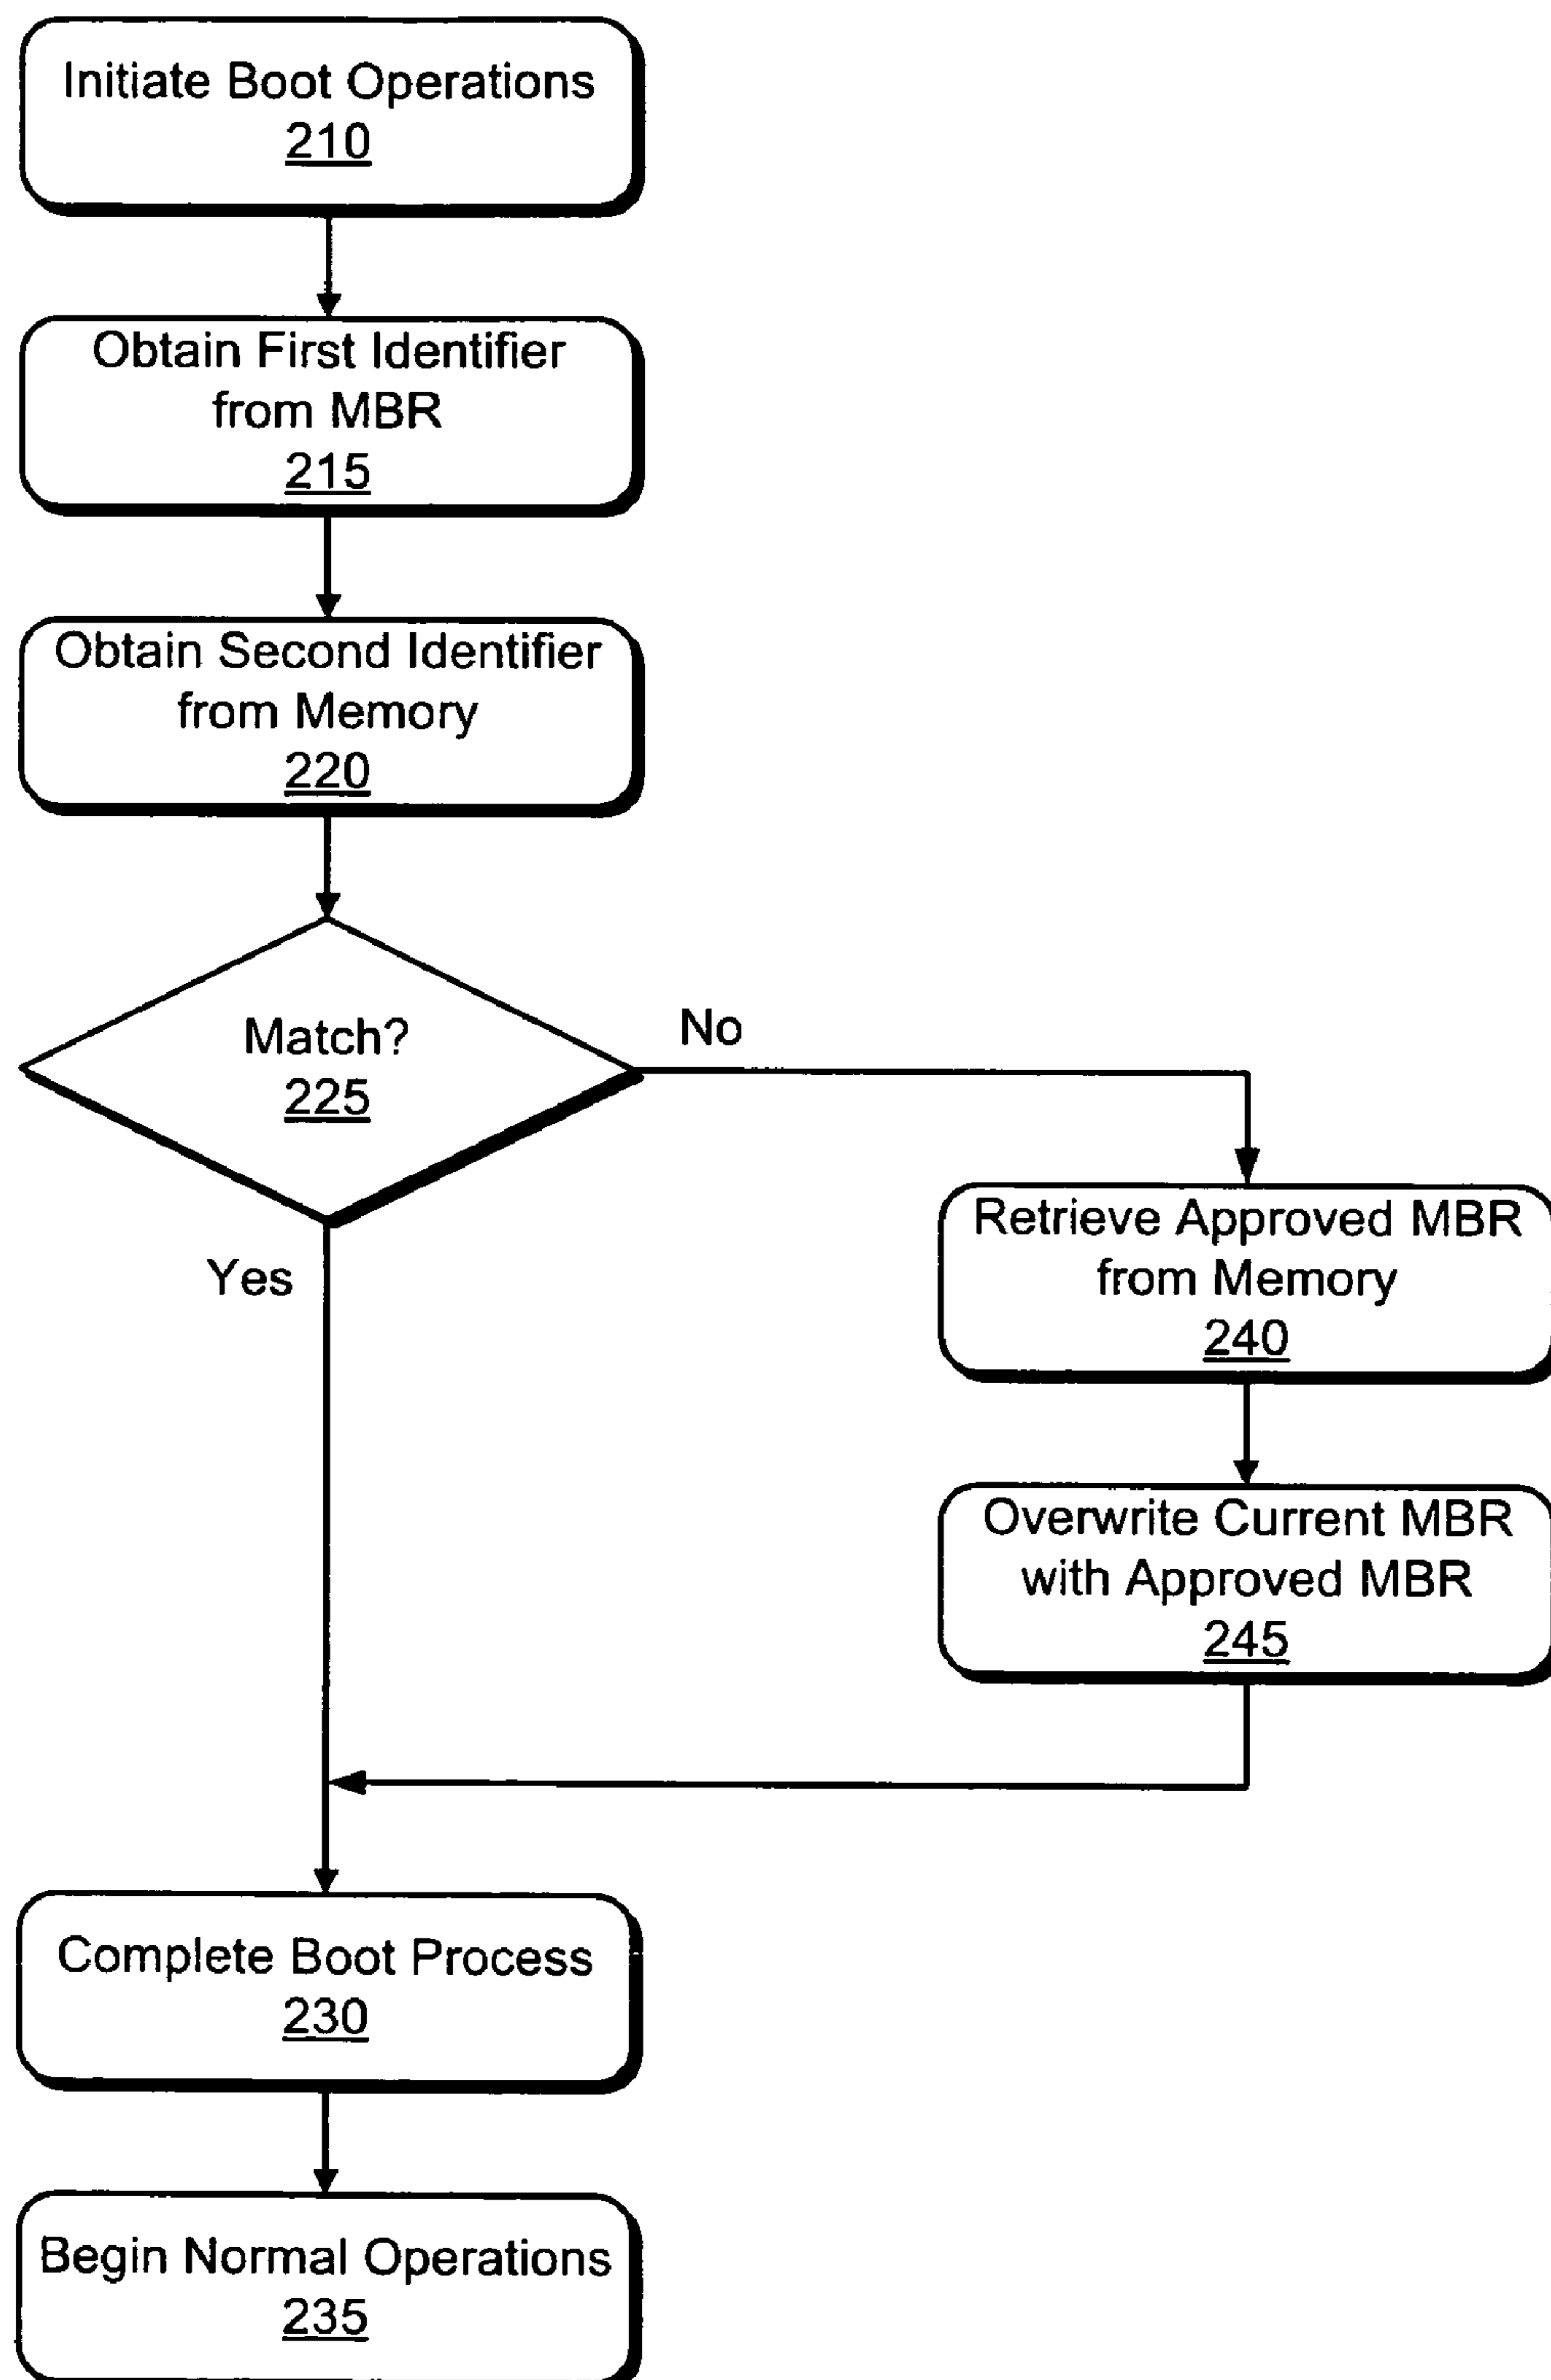 Initiate Boot Operations
210
Obtain First Identifier
from MBR
215
Obtain Second Identifier
from Memory
220
Match?
225
No
Yes
Retrieve Approved MBR
from Memory
240
Overwrite Current MBR
with Approved MBR
245
Complete Boot Process
230
Begin Normal Operations
235